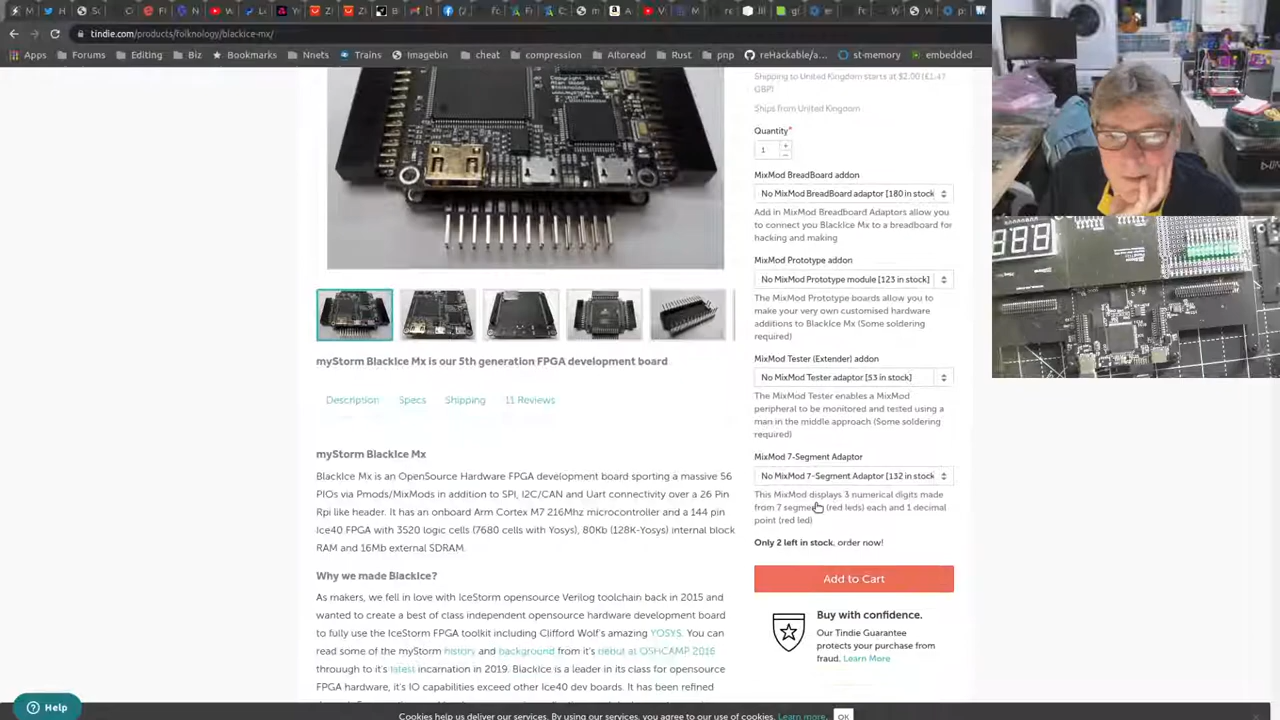 tindie.com/products/folknology/blackice-mx/
Apps Forums Editing Biz Bookmarks Nnets Trains Imagebin cheat compression Altoread Rust pnp reHackable/a... st-memory embedded
Shipping to United Kingdom starts at $2.00 (£1.47
GBP)
Ships from United Kingdom
Quantity*
1
MixMod BreadBoard addon
No MixMod BreadBoard adaptor [180 in stock
Add in MixMod Breadboard Adaptors allow you
to connect you BlackIce Mx to a breadboard for
hacking and making
MixMod Prototype addon
No MixMod Prototype module [123 in stock]
The MixMod Prototype boards allow you to
make your very own customised hardware
additions to BlackIce Mx (Some soldering
required)
MixMod Tester (Extender) addon
No MixMod Tester adaptor [53 in stock]
The MixMod Tester enables a MixMod
peripheral to be monitored and tested using a
man in the middle approach (Some soldering
required)
MixMod 7-Segment Adaptor
No MixMod 7-Segment Adaptor [132 in stock
This MixMod displays 3 numerical digits made
from 7 segment (red leds) each and 1 decimal
point (red led)
Only 2 left in stock, order now!
Add to Cart
Buy with confidence.
Our Tindie Guarantee
protects your purchase from
fraud. Learn More
myStorm BlackIce Mx is our 5th generation FPGA development board
Description Specs Shipping 11 Reviews
myStorm BlackIce Mx
BlackIce Mx is an OpenSource Hardware FPGA development board sporting a massive 56
PIOs via Pmods/MixMods in addition to SPI, I2C/CAN and Uart connectivity over a 26 Pin
Rpi like header. It has an onboard Arm Cortex M7 216Mhz microcontroller and a 144 pin
Ice40 FPGA with 3520 logic cells (7680 cells with Yosys), 80Kb (128K-Yosys) internal block
RAM and 16Mb external SDRAM.
Why we made BlackIce?
As makers, we fell in love with IceStorm opensource Verilog toolchain back in 2015 and
wanted to create a best of class independent opensource hardware development board
to fully use the IceStorm FPGA toolkit including Clifford Wolf's amazing YOSYS. You can
read some of the myStorm history and background from it's debut at OSHCAMP 2016
through to it's latest incarnation in 2019. BlackIce is a leader in its class for opensource
FPGA hardware, it's IO capabilities exceed other Ice40 dev boards. It has been refined
Help
Cookies help us deliver our services. By using our services, you agree to our use of cookies. Learn more. OK